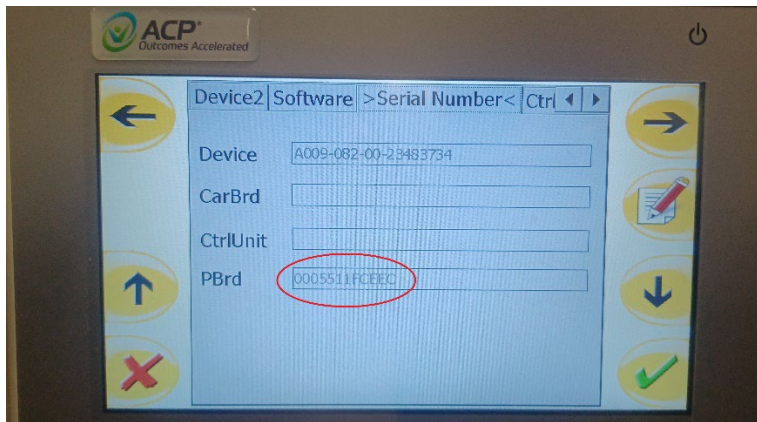 ACP
Outcomes Accelerated
Device2 Software >Serial Number< Ctrl
Device A009-082-00-23483734
CarBrd
CtrlUnit
PBrd 0005511FCEEC